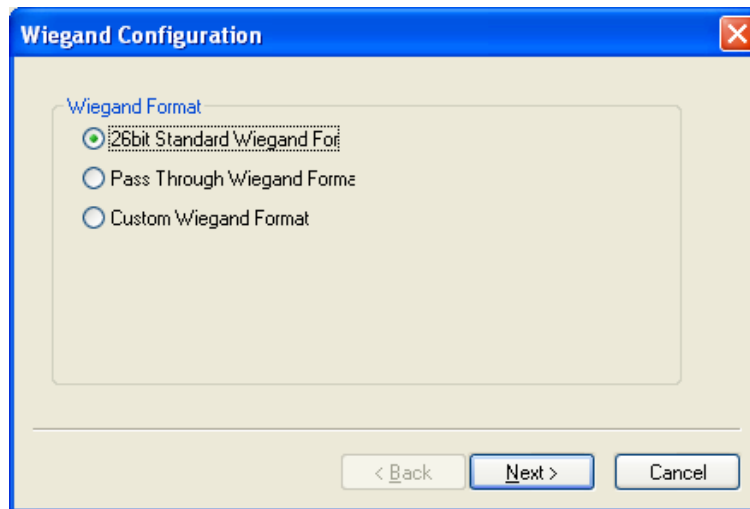 Wiegand Configuration
Wiegand Format
26bit Standard Wiegand For
Pass Through Wiegand Forma
Custom Wiegand Format
< Back Next > Cancel